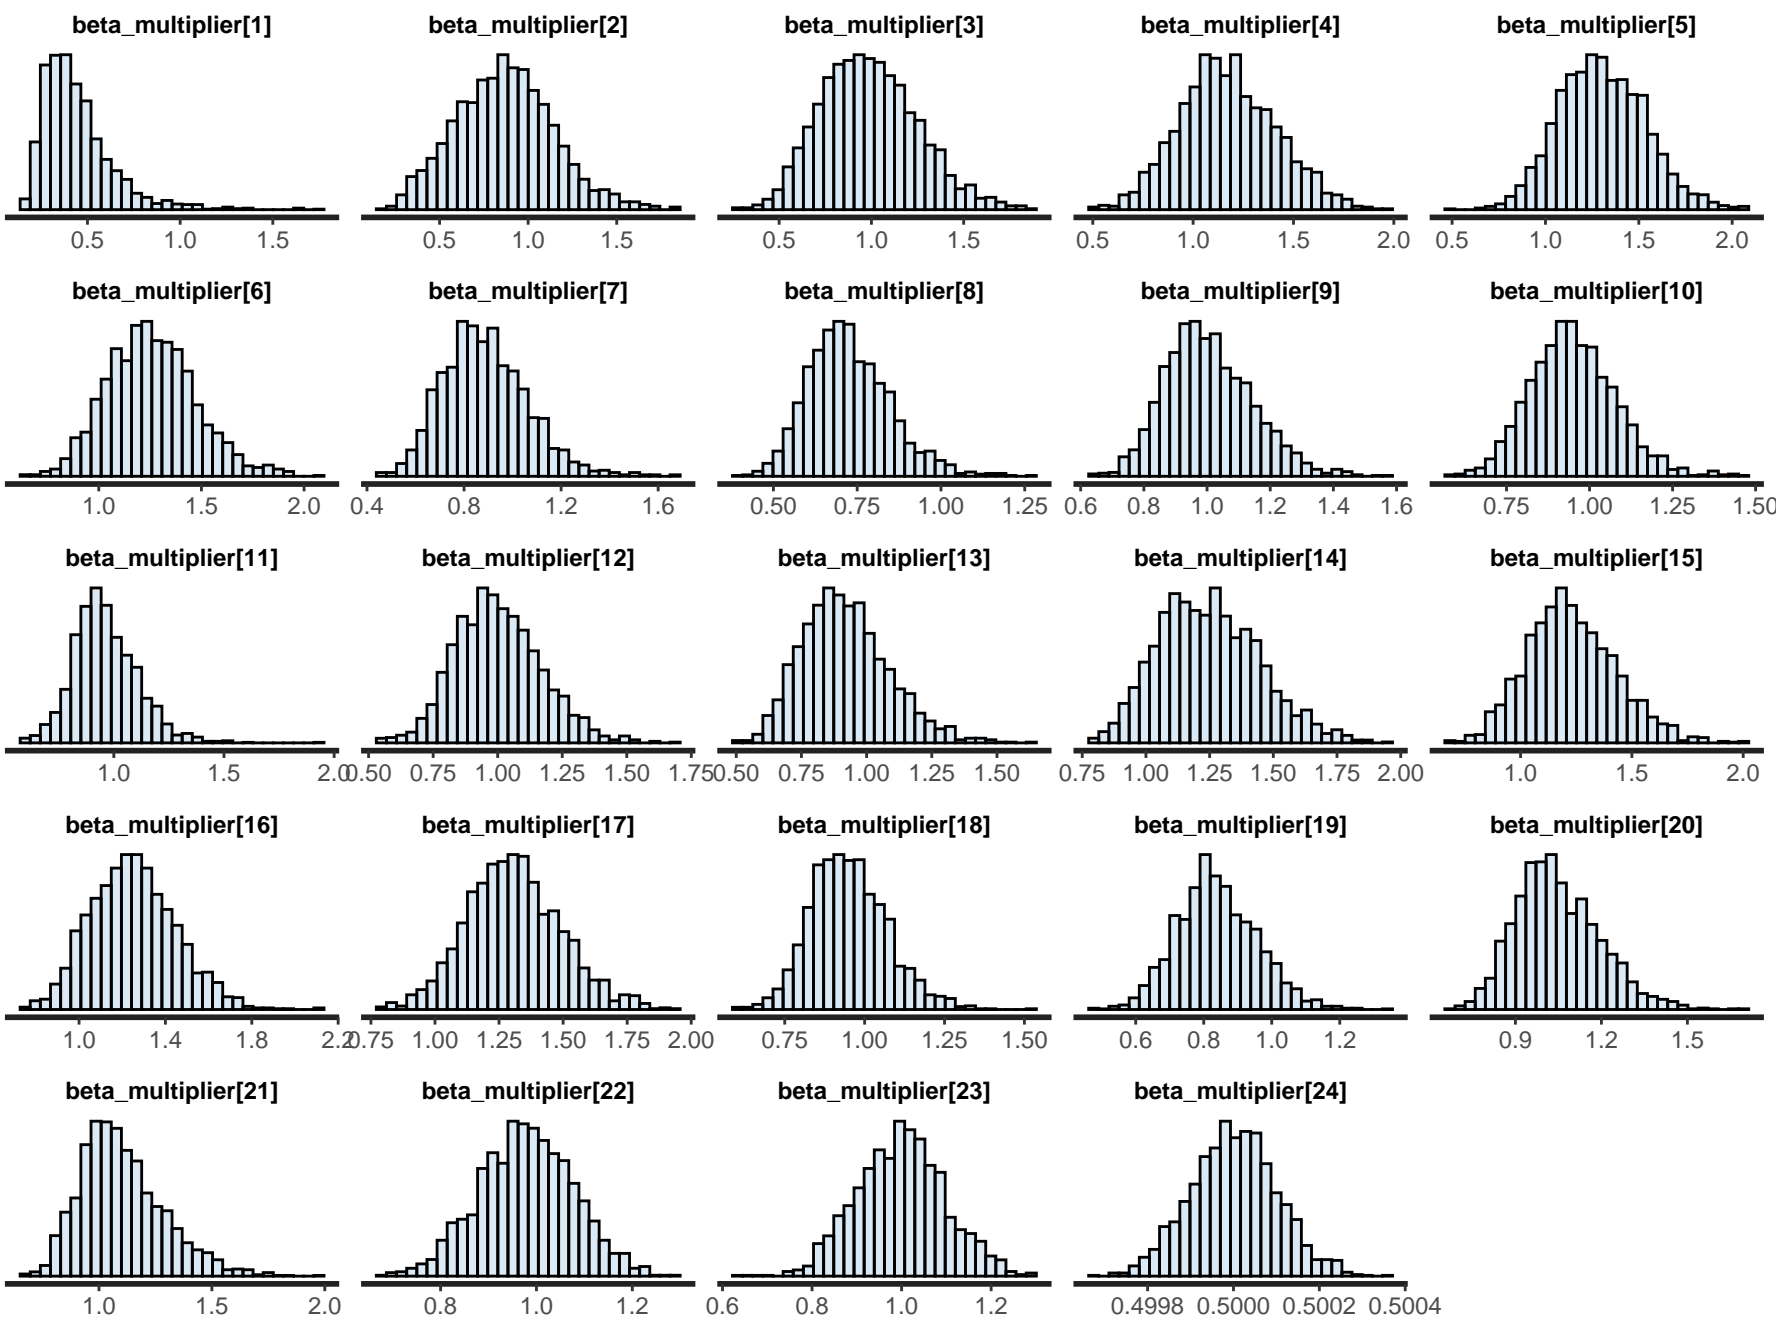 beta_multiplier[1] beta_multiplier[2] beta_multiplier[3] beta_multiplier[4] beta_multiplier[5]
0.5 1.0 1.5 0.5 1.0 1.5 0.5 1.0 1.5 0.5 1.0 1.5 2.0 0.5 1.0 1.5 2.0
beta_multiplier[6] beta_multiplier[7] beta_multiplier[8] beta_multiplier[9] beta_multiplier[10]
1.0 1.5 2.0 0.4 0.8 1.2 1.6 0.50 0.75 1.00 1.25 0.6 0.8 1.0 1.2 1.4 1.6 0.75 1.00 1.25 1.50
beta_multiplier[11] beta_multiplier[12] beta_multiplier[13] beta_multiplier[14] beta_multiplier[15]
1.0 1.5 2.0 0.50 0.75 1.00 1.25 1.50 1.75 0.50 0.75 1.00 1.25 1.50 0.75 1.00 1.25 1.50 1.75 2.00 1.0 1.5 2.0
beta_multiplier[16] beta_multiplier[17] beta_multiplier[18] beta_multiplier[19] beta_multiplier[20]
1.0 1.4 1.8 2.2 0.75 1.00 1.25 1.50 1.75 2.00 0.75 1.00 1.25 1.50 0.6 0.8 1.0 1.2 0.9 1.2 1.5
beta_multiplier[21] beta_multiplier[22] beta_multiplier[23] beta_multiplier[24]
1.0 1.5 2.0 0.8 1.0 1.2 0.6 0.8 1.0 1.2 0.4998 0.5000 0.5002 0.5004